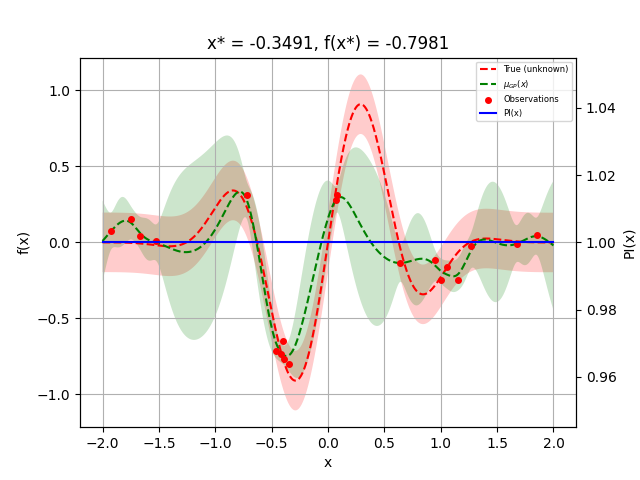 x* = -0.3491, f(x*) = -0.7981
True (unknown)
μGP(x)
Observations
PI(x)
1.0
0.5
0.0
−0.5
−1.0
f(x)
1.04
1.02
1.00
0.98
0.96
PI(x)
−2.0 −1.5 −1.0 −0.5 0.0 0.5 1.0 1.5 2.0
x